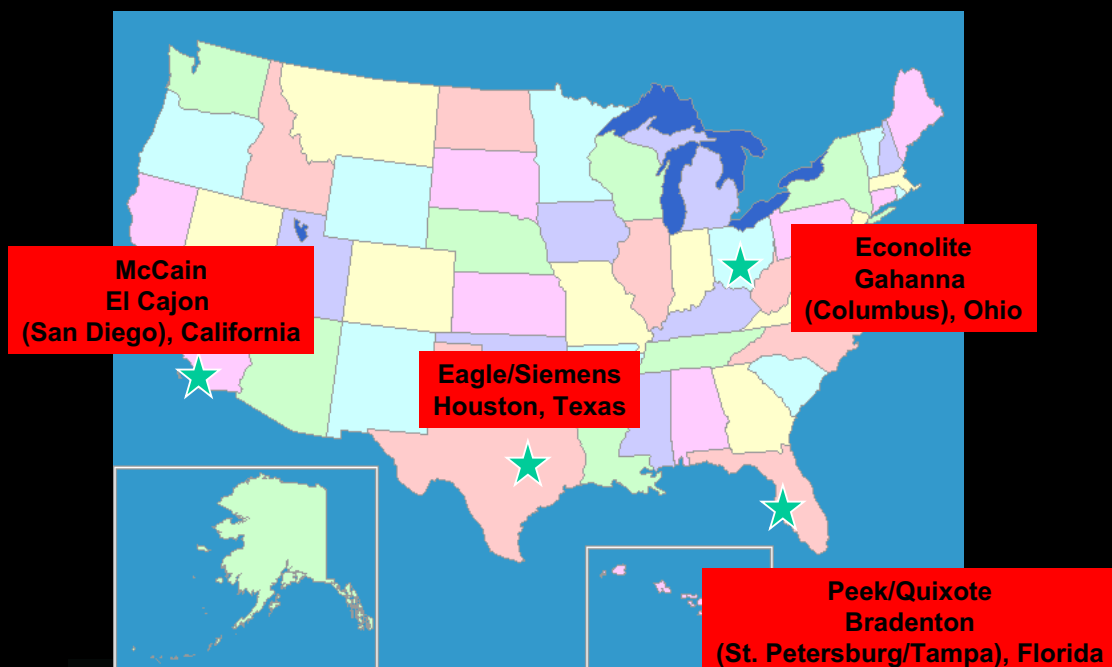 McCain
El Cajon
(San Diego), California
Econolite
Gahanna
(Columbus), Ohio
Eagle/Siemens
Houston, Texas
Peek/Quixote
Bradenton
(St. Petersburg/Tampa), Florida